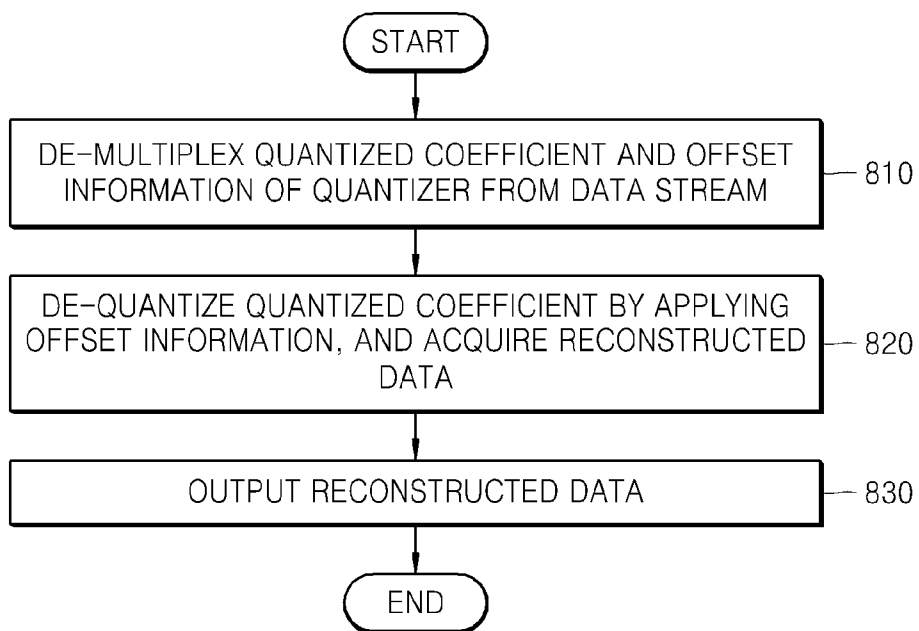 START
DE-MULTIPLEX QUANTIZED COEFFICIENT AND OFFSET
INFORMATION OF QUANTIZER FROM DATA STREAM
810
DE-QUANTIZE QUANTIZED COEFFICIENT BY APPLYING
OFFSET INFORMATION, AND ACQUIRE RECONSTRUCTED
DATA
820
OUTPUT RECONSTRUCTED DATA
830
END